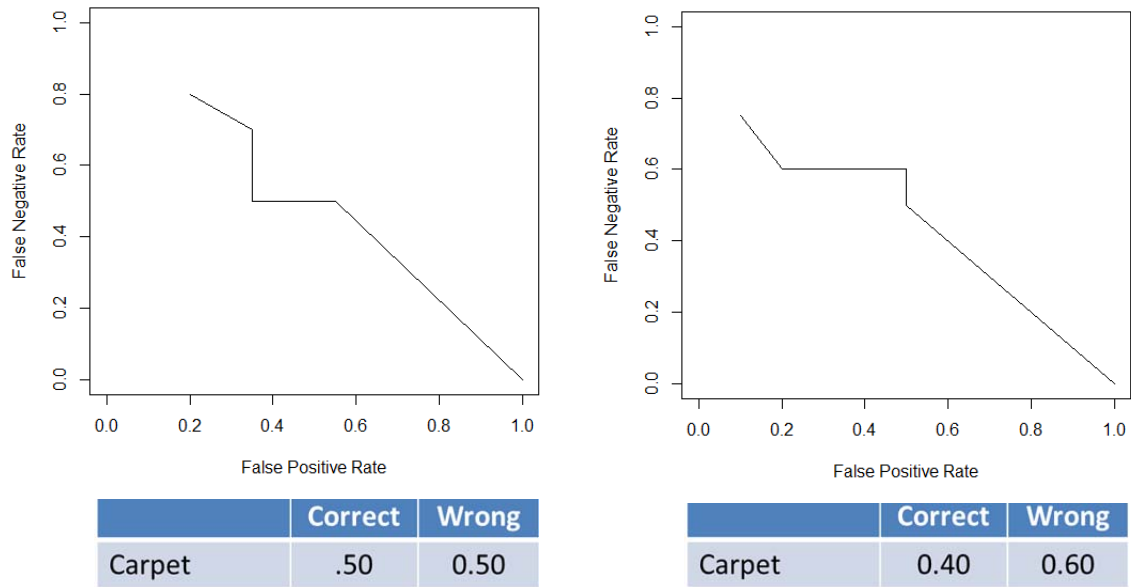 1.0
0.8
0.6
0.4
0.2
0.0
False Negative Rate
0.0 0.2 0.4 0.6 0.8 1.0
False Positive Rate
Correct Wrong
Carpet .50 0.50
1.0
0.8
0.6
0.4
0.2
0.0
False Negative Rate
0.0 0.2 0.4 0.6 0.8 1.0
False Positive Rate
Correct Wrong
Carpet 0.40 0.60